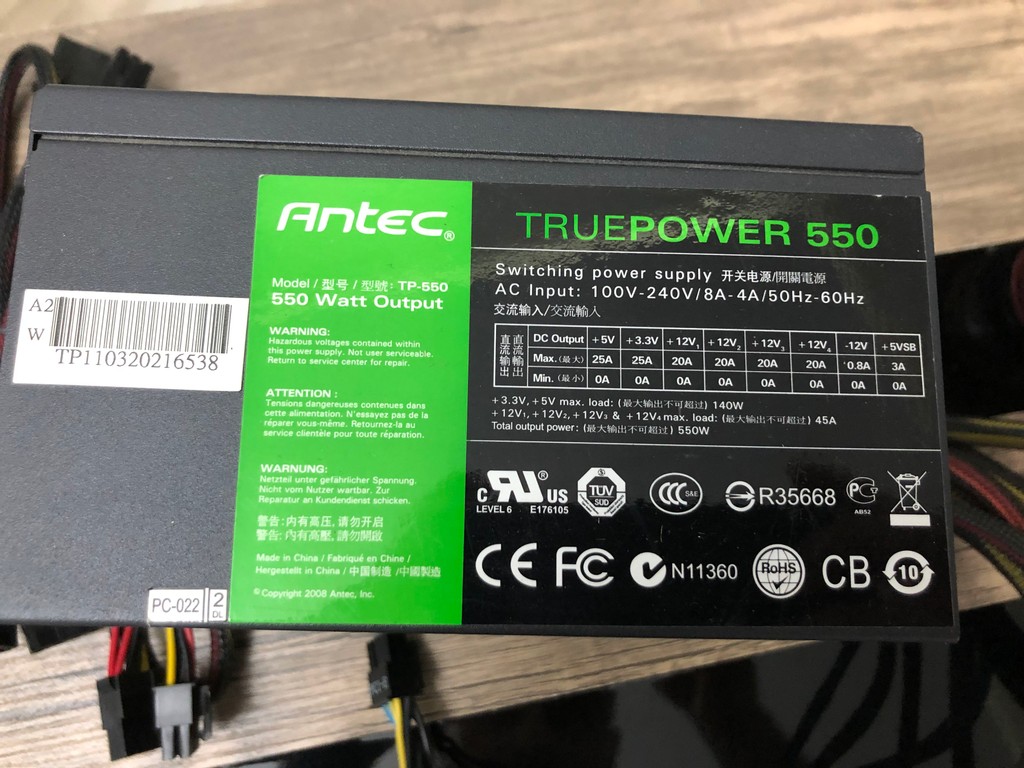 Antec®
Model / 型号 / 型號: TP-550
550 Watt Output
WARNING:
Hazardous voltages contained within
this power supply. Not user serviceable.
Return to service center for repair.
ATTENTION :
Tensions dangereuses contenues dans
cette alimentation. N'essayez pas de la
réparer vous-même. Retournez-la au
service clientèle pour toute réparation.
WARNUNG:
Netzteil unter gefährlicher Spannung.
Nicht vom Nutzer wartbar. Zur
Reparatur an Kundendienst schicken.
警告: 内有高压, 请勿开启
警告: 內有高壓, 請勿開啟
Made in China / Fabriqué en Chine /
Hergestellt in China / 中国制造 /中國製造
© Copyright 2008 Antec, Inc.
A2
W
TP110320216538
PC-022
2
DL
TRUEPOWER 550
Switching power supply 开关电源/開關電源
AC Input: 100V-240V/8A-4A/50Hz-60Hz
交流输入/交流輸入
直流输出 直流輸出
DC Output +5V +3.3V +12V1 +12V2 +12V3 +12V4 -12V +5VSB
Max. (最大) 25A 25A 20A 20A 20A 20A 0.8A 3A
Min. (最小) 0A 0A 0A 0A 0A 0A 0A 0A
+3.3V, +5V max. load: (最大输出不可超过) 140W
+12V1, +12V2, +12V3 & +12V4 max. load: (最大输出不可超过) 45A
Total output power: (最大输出不可超过) 550W
C RU® US
LEVEL 6 E176105
S
TUV
SUD
CCC S&E
R35668
PC
AB52
CE FC N11360 RoHS CB 10